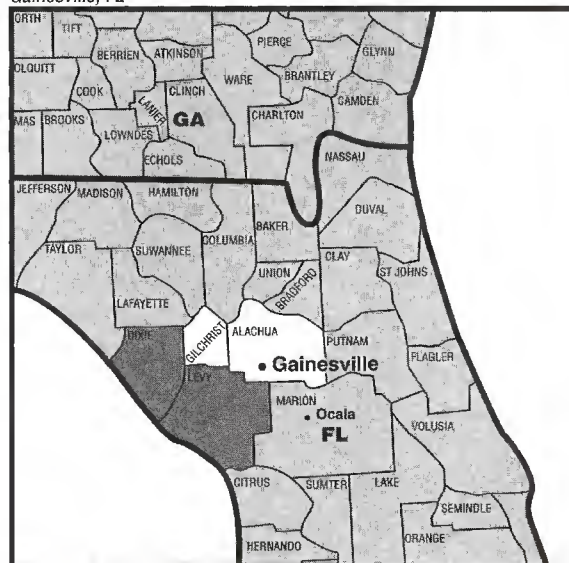 Gainesville, FL
ORTH
TIFT
BERRIEN
ATKINSON
PIERCE
GLYNN
OLQUITT
COOK
LANIER
CLINCH
WARE
BRANTLEY
CAMDEN
MAS
BROOKS
LOWNDES
GA
CHARLTON
ECHOLS
NASSAU
JEFFERSON
MADISON
HAMILTON
BAKER
DUVAL
TAYLOR
SUWANNEE
COLUMBIA
UNION
BRADFORD
CLAY
ST JOHNS
LAFAYETTE
DIXIE
GILCHRIST
ALACHUA
PUTNAM
FLAGLER
Gainesville
LEVY
MARION
Ocala
FL
VOLUSIA
CITRUS
SUMTER
LAKE
SEMINDLE
HERNANDO
ORANGE